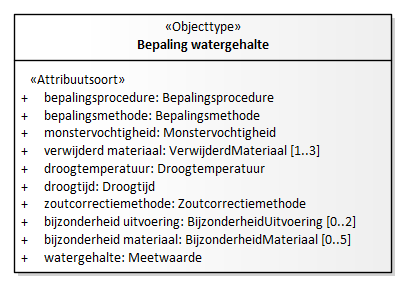 «Objecttype»
Bepaling watergehalte
«Attribuutsoort»
+ bepalingsprocedure: Bepalingsprocedure
+ bepalingsmethode: Bepalingsmethode
+ monstervochtigheid: Monstervochtigheid
+ verwijderd materiaal: VerwijderdMateriaal [1..3]
+ droogtemperatuur: Droogtemperatuur
+ droogtijd: Droogtijd
+ zoutcorrectiemethode: Zoutcorrectiemethode
+ bijzonderheid uitvoering: BijzonderheidUitvoering [0..2]
+ bijzonderheid materiaal: BijzonderheidMateriaal [0..5]
+ watergehalte: Meetwaarde